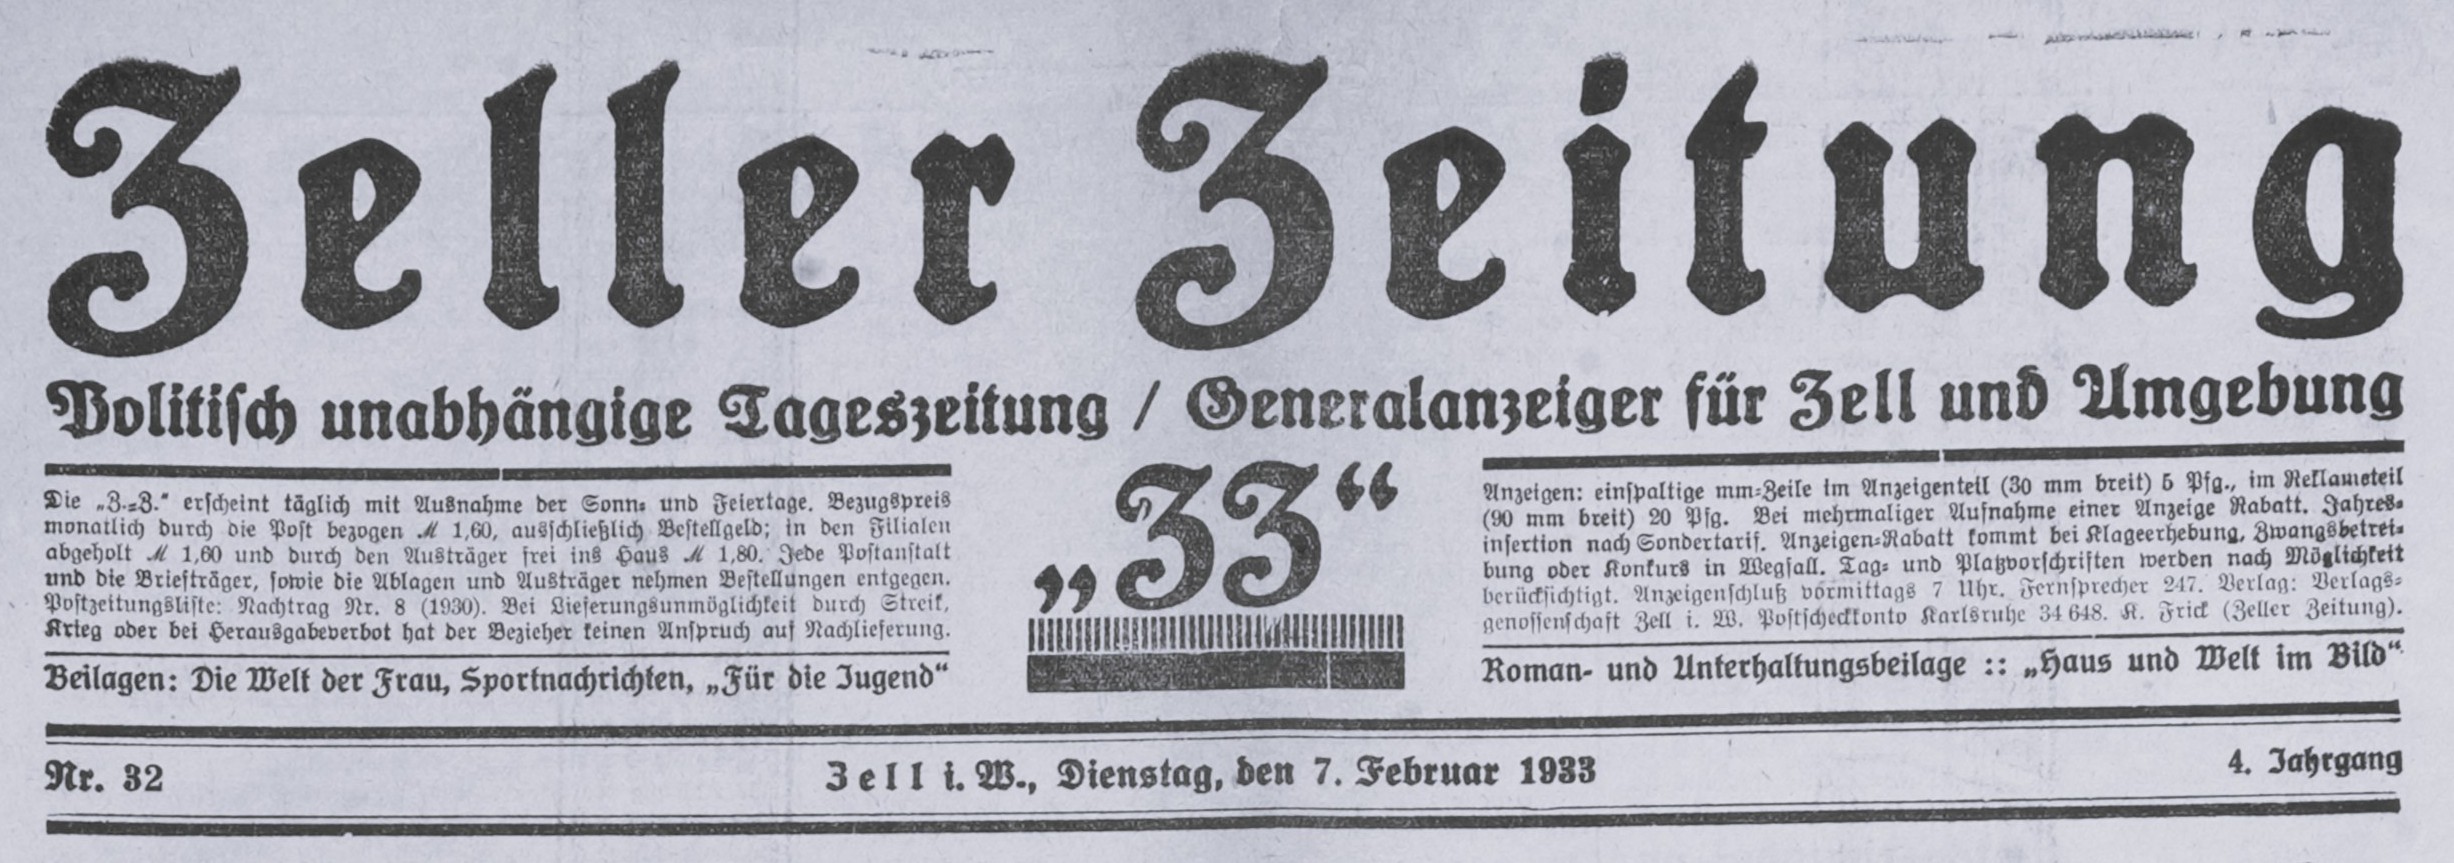 Zeller Zeitung
Politisch unabhängige Tageszeitung / Generalanzeiger für Zell und Umgebung
Die „Z.=Z.“ erscheint täglich mit Ausnahme der Sonn= und Feiertage. Bezugspreis
monatlich durch die Post bezogen ℳ 1,60, ausschließlich Bestellgeld; in den Filialen
abgeholt ℳ 1,60 und durch den Austräger frei ins Haus ℳ 1,80. Jede Postanstalt
und die Briefträger, sowie die Ablagen und Austräger nehmen Bestellungen entgegen.
Postzeitungsliste: Nachtrag Nr. 8 (1930). Bei Lieferungsunmöglichkeit durch Streik,
Krieg oder bei Herausgabeverbot hat der Bezieher keinen Anspruch auf Nachlieferung.
Beilagen: Die Welt der Frau, Sportnachrichten, „Für die Jugend“
„ZZ“
Anzeigen: einspaltige mm=Zeile im Anzeigenteil (30 mm breit) 5 Pfg., im Reklameteil
(90 mm breit) 20 Pfg. Bei mehrmaliger Aufnahme einer Anzeige Rabatt. Jahres=
insertion nach Sondertarif. Anzeigen=Rabatt kommt bei Klageerhebung, Zwangsbetrei=
bung oder Konkurs in Wegfall. Tag= und Platzvorschriften werden nach Möglichkeit
berücksichtigt. Anzeigenschluß vormittags 7 Uhr. Fernsprecher 247. Verlag: Verlags=
genossenschaft Zell i. W. Postscheckkonto Karlsruhe 34 648. K. Frick (Zeller Zeitung).
Roman- und Unterhaltungsbeilage :: „Haus und Welt im Bild“
Nr. 32
Zell i. W., Dienstag, den 7. Februar 1933
4. Jahrgang